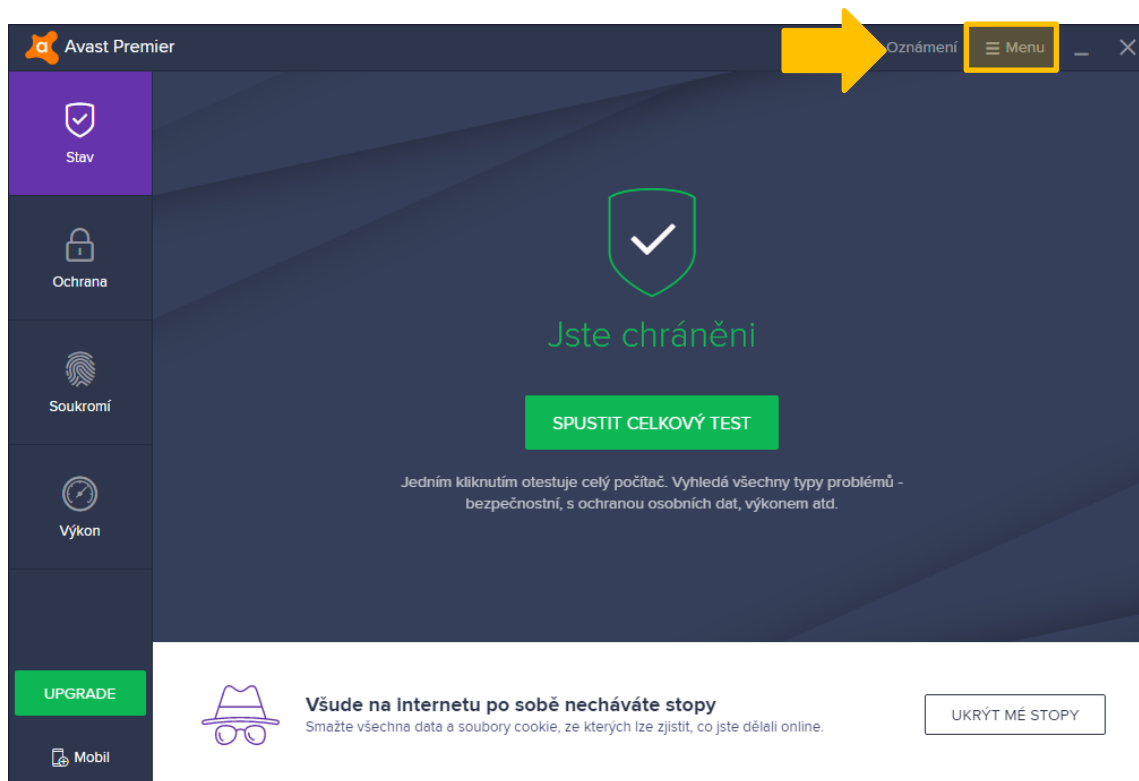 Avast Premier
Oznámení
Menu
Stav
Ochrana
Soukromí
Výkon
UPGRADE
Mobil
Jste chráněni
SPUSTIT CELKOVÝ TEST
Jedním kliknutím otestuje celý počítač. Vyhledá všechny typy problémů -
bezpečnostní, s ochranou osobních dat, výkonem atd.
Všude na internetu po sobě necháváte stopy
Smažte všechna data a soubory cookie, ze kterých lze zjistit, co jste dělali online.
UKRÝT MÉ STOPY